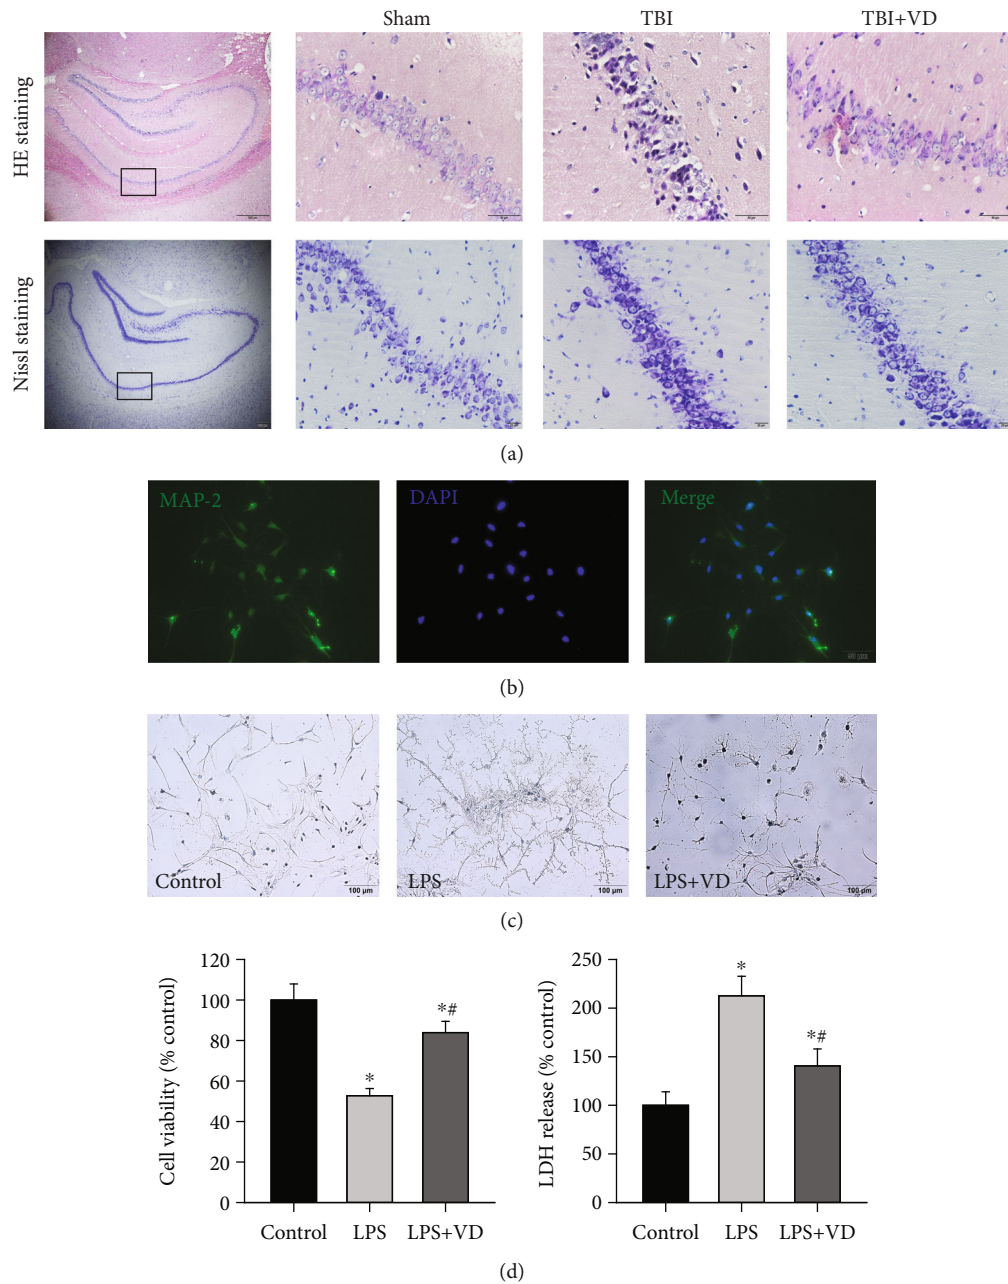 Sham TBI TBI+VD
HE staining
Nissl staining
(a)
MAP-2 DAPI Merge
(b)
Control LPS LPS+VD
100 μm 100 μm 100 μm
(c)
Cell viability (% control)
120
100
80
60
40
20
0
* *#
Control LPS LPS+VD
LDH release (% control)
250
200
150
100
50
0
* *#
Control LPS LPS+VD
(d)